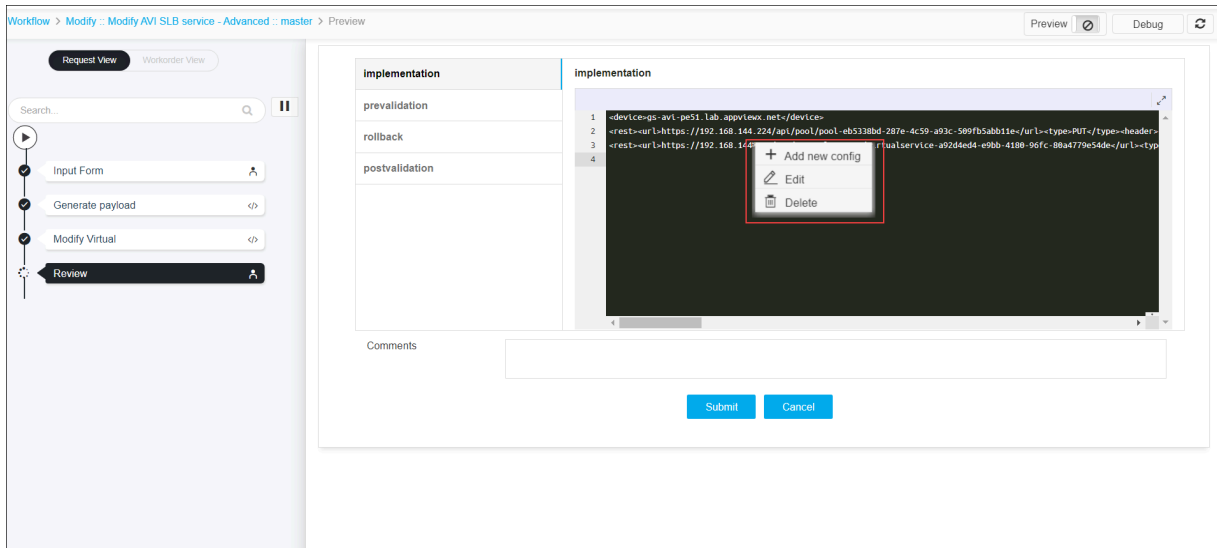 Workflow > Modify :: Modify AVI SLB service - Advanced :: master > Preview
Preview
Debug
Request View
Workorder View
Search...
Input Form
Generate payload
</>
Modify Virtual
</>
Review
implementation
prevalidation
rollback
postvalidation
implementation
1 <device>gs-avi-pe51.lab.appviewx.net</device>
2 <rest><url>https://192.168.144.224/api/pool/pool-eb5338bd-287e-4c59-a93c-509fb5abb11e</url><type>PUT</type><header>
3 <rest><url>https://192.168.144 rtualservice-a92d4ed4-e9bb-4180-96fc-80a4779e54de</url><typ
4
Add new config
Edit
Delete
Comments
Submit
Cancel